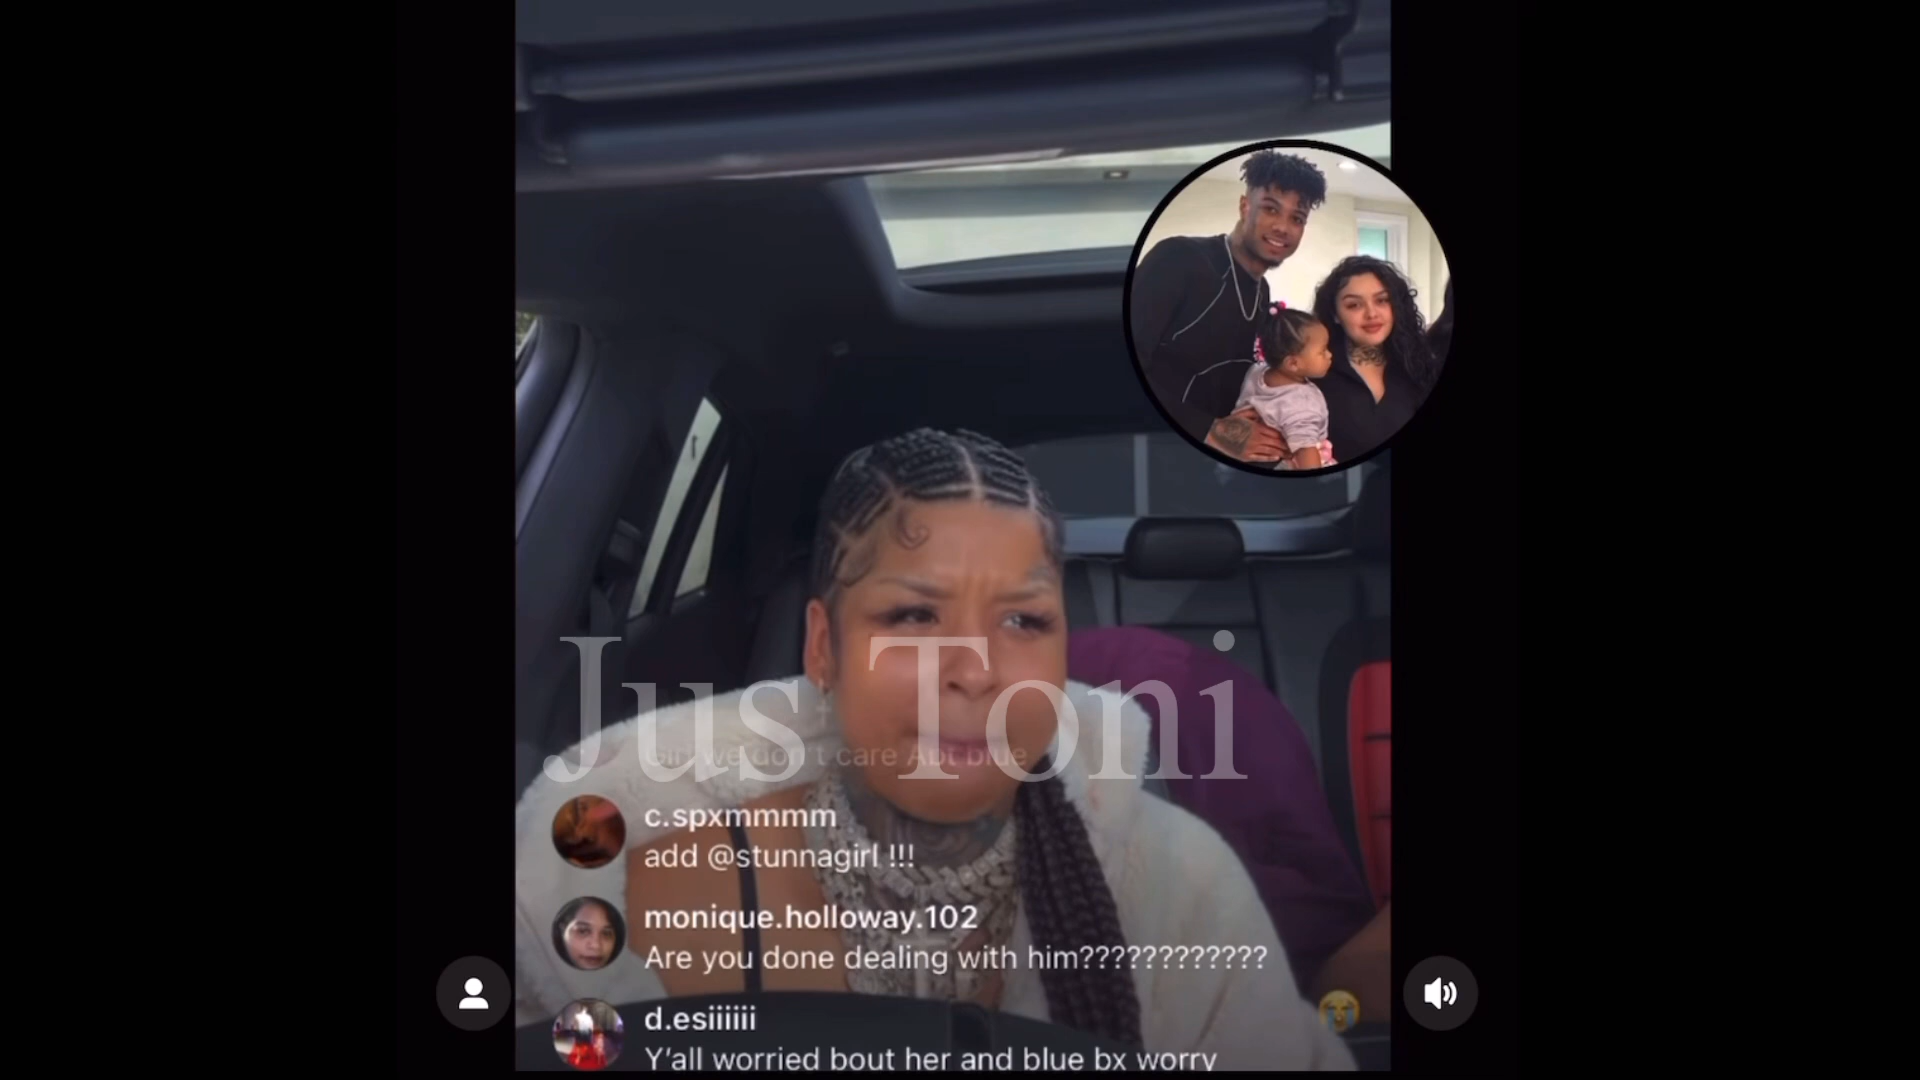 Jus Toni
Girl we don't care Abt blue
c.spxmmmm
add @stunnagirl !!!
monique.holloway.102
Are you done dealing with him????????????
d.esiiiiii
Y'all worried bout her and blue bx worry